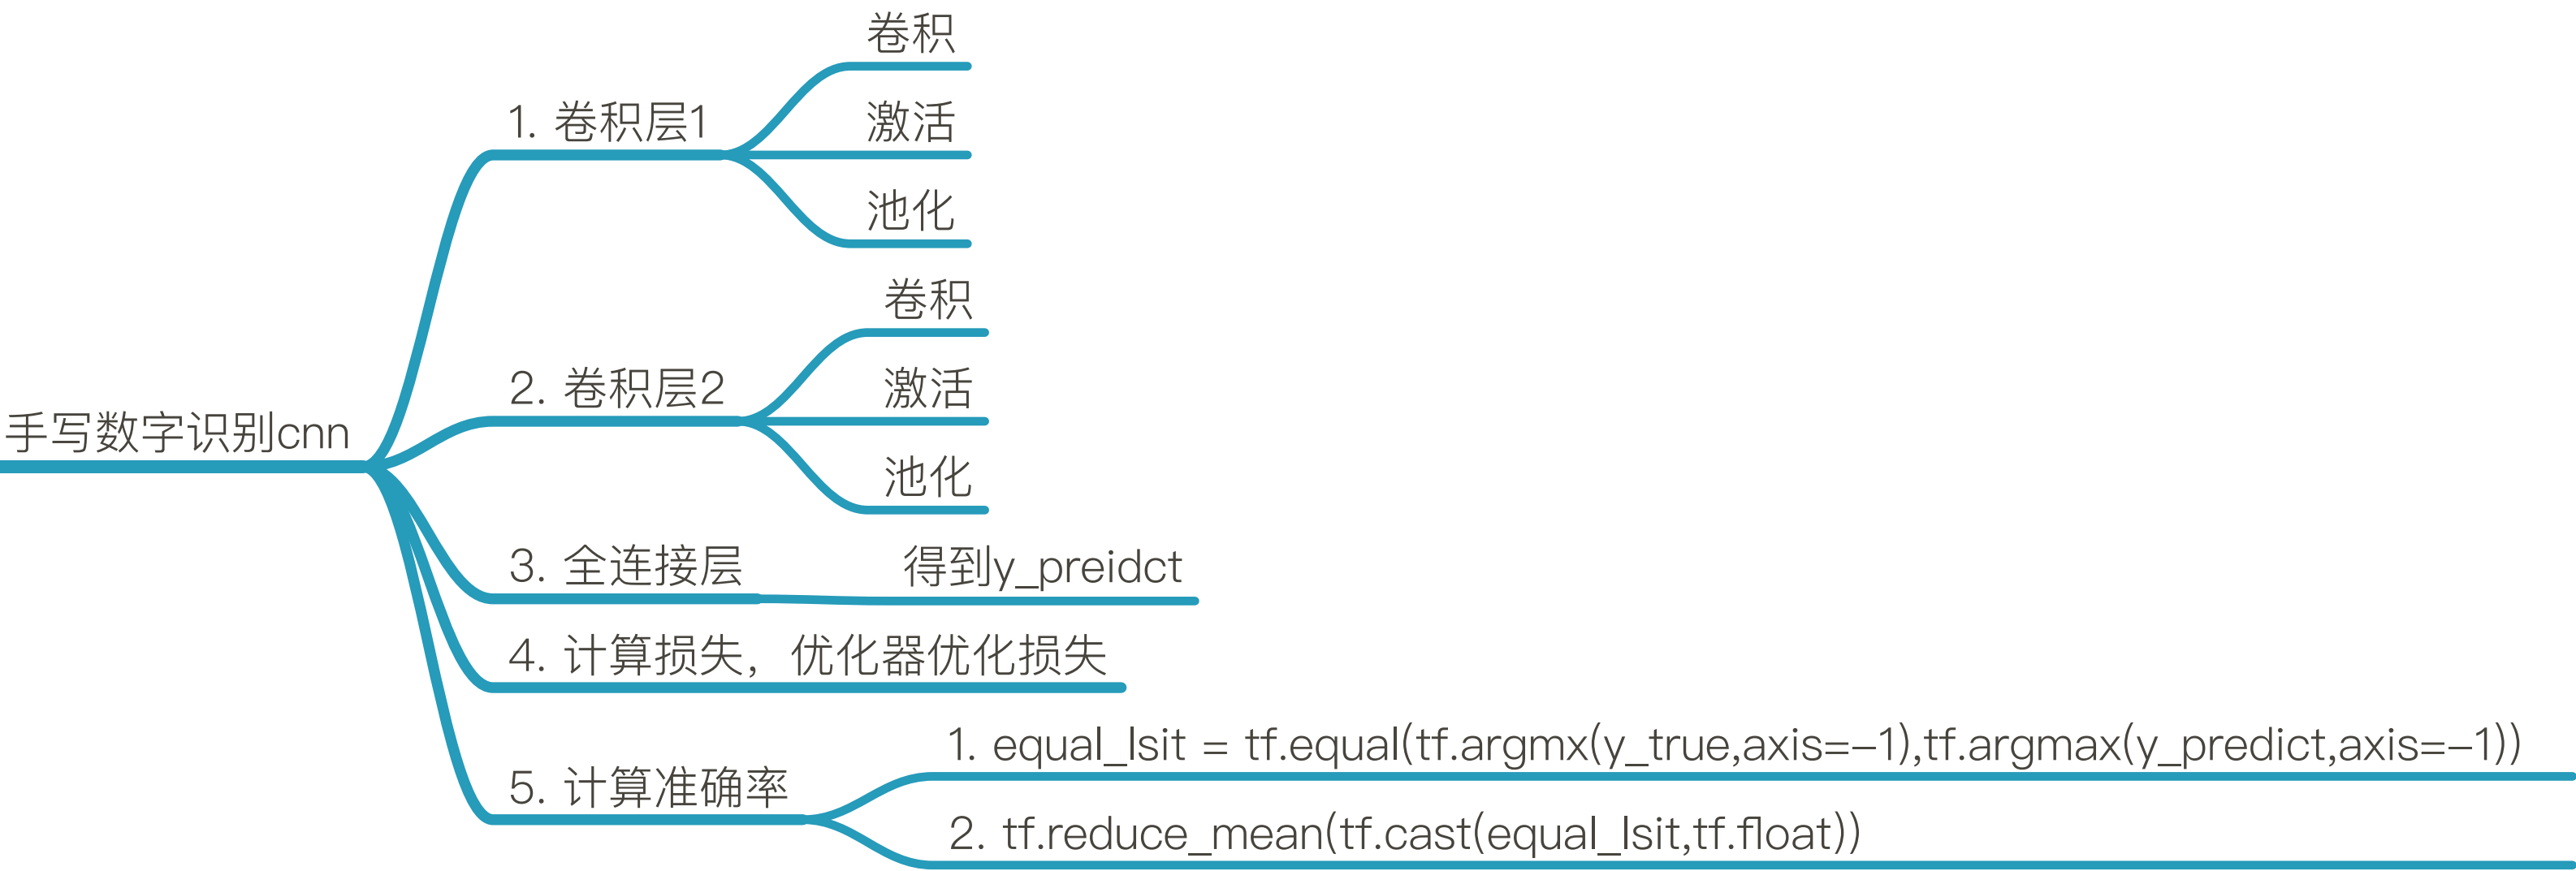 手写数字识别cnn
1. 卷积层1
卷积
激活
池化
2. 卷积层2
卷积
激活
池化
3. 全连接层
得到y_preidct
4. 计算损失，优化器优化损失
5. 计算准确率
1. equal_lsit = tf.equal(tf.argmx(y_true,axis=-1),tf.argmax(y_predict,axis=-1))
2. tf.reduce_mean(tf.cast(equal_lsit,tf.float))